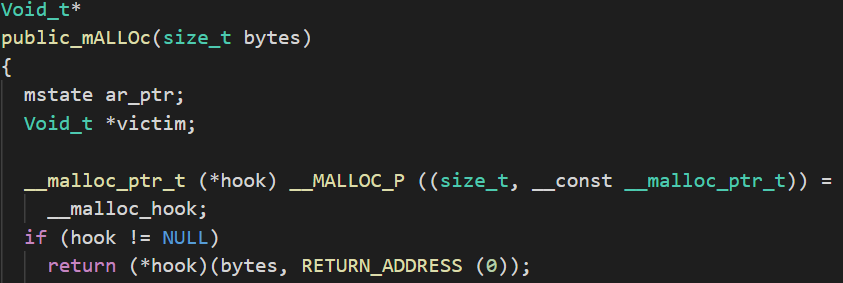 Void_t*
public_mALLOc(size_t bytes)
{
  mstate ar_ptr;
  Void_t *victim;

  __malloc_ptr_t (*hook) __MALLOC_P ((size_t, __const __malloc_ptr_t)) =
    __malloc_hook;
  if (hook != NULL)
    return (*hook)(bytes, RETURN_ADDRESS (0));